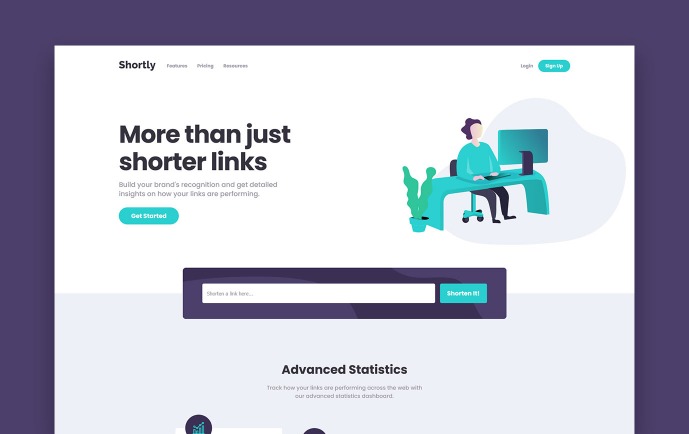 Shortly
Features Pricing Resources
Login Sign Up
More than just
shorter links
Build your brand's recognition and get detailed
insights on how your links are performing.
Get Started
Shorten a link here...
Shorten It!
Advanced Statistics
Track how your links are performing across the web with
our advanced statistics dashboard.